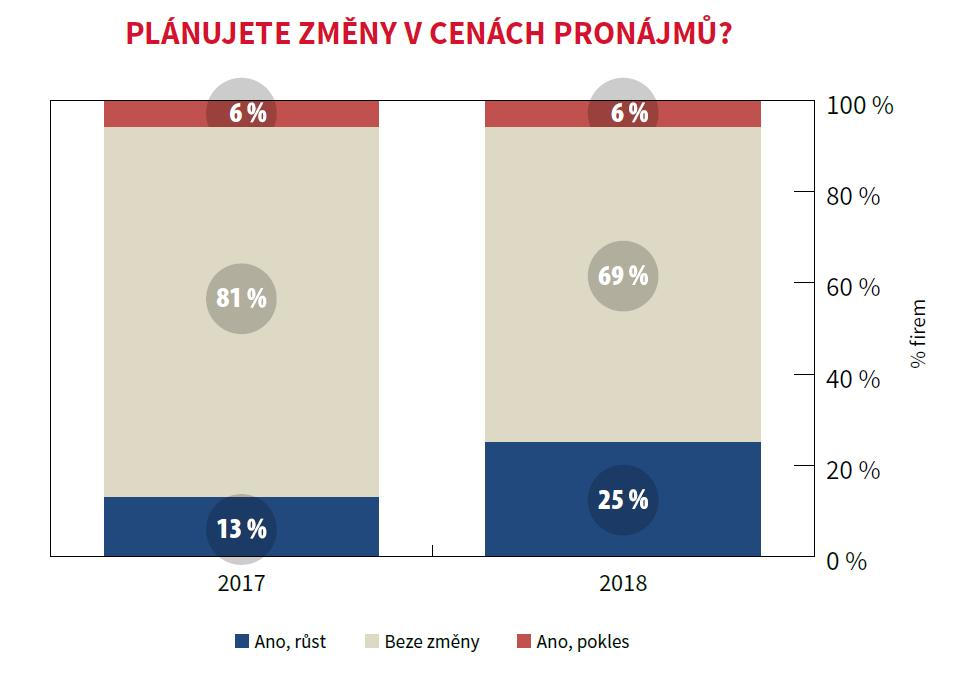 PLÁNUJETE ZMĚNY V CENÁCH PRONÁJMŮ?
6 %
6 %
100 %
80 %
81 %
69 %
60 %
% firem
40 %
20 %
13 %
25 %
0 %
2017
2018
Ano, růst
Beze změny
Ano, pokles